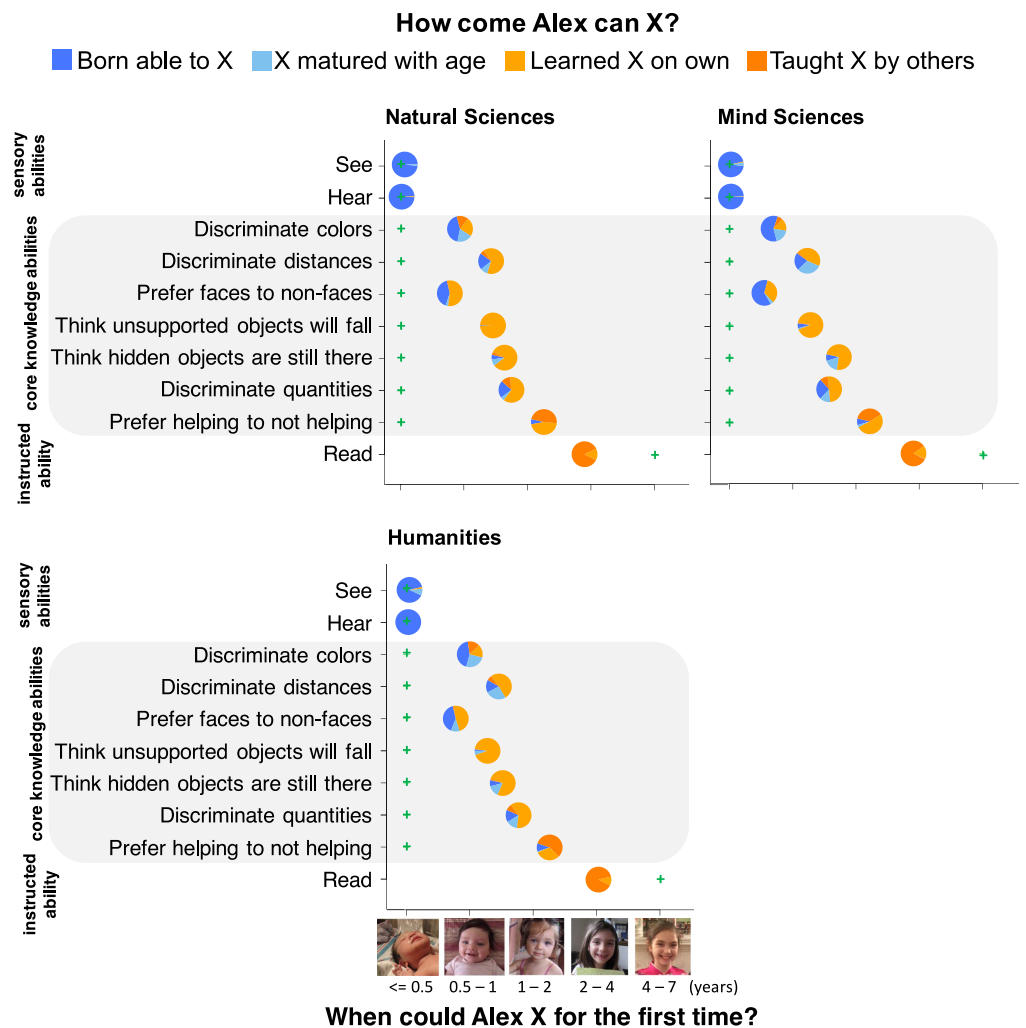 How come Alex can X?
Born able to X X matured with age Learned X on own Taught X by others
Natural Sciences
Mind Sciences
sensory
abilities
See
Hear
core knowledge abilities
Discriminate colors
Discriminate distances
Prefer faces to non-faces
Think unsupported objects will fall
Think hidden objects are still there
Discriminate quantities
Prefer helping to not helping
instructed
ability
Read
Humanities
sensory
abilities
See
Hear
core knowledge abilities
Discriminate colors
Discriminate distances
Prefer faces to non-faces
Think unsupported objects will fall
Think hidden objects are still there
Discriminate quantities
Prefer helping to not helping
instructed
ability
Read
<= 0.5 0.5 – 1 1 – 2 2 – 4 4 – 7 (years)
When could Alex X for the first time?